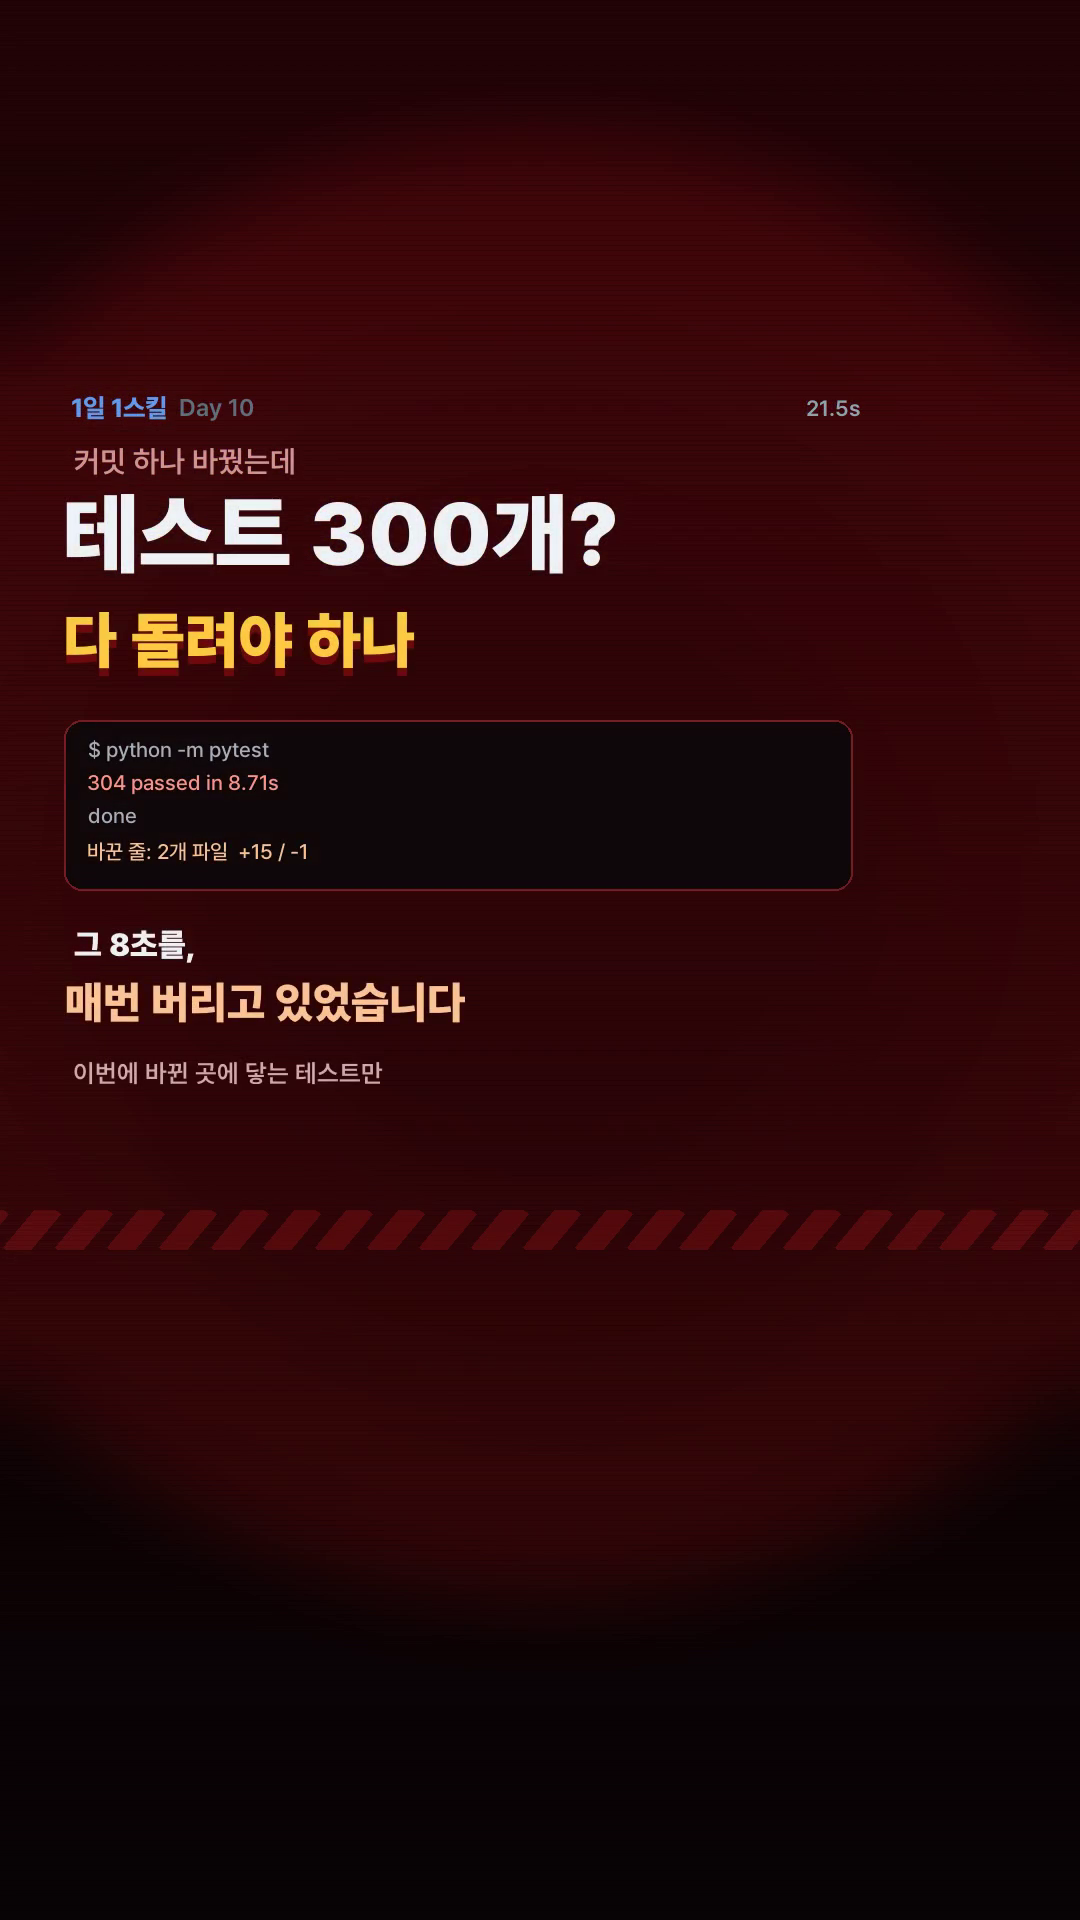 1일 1스킬 Day 10 21.5s
커밋 하나 바꿨는데
테스트 300개?
다 돌려야 하나
$ python -m pytest
304 passed in 8.71s
done
바꾼 줄: 2개 파일 +15 / -1
그 8초를,
매번 버리고 있었습니다
이번에 바뀐 곳에 닿는 테스트만